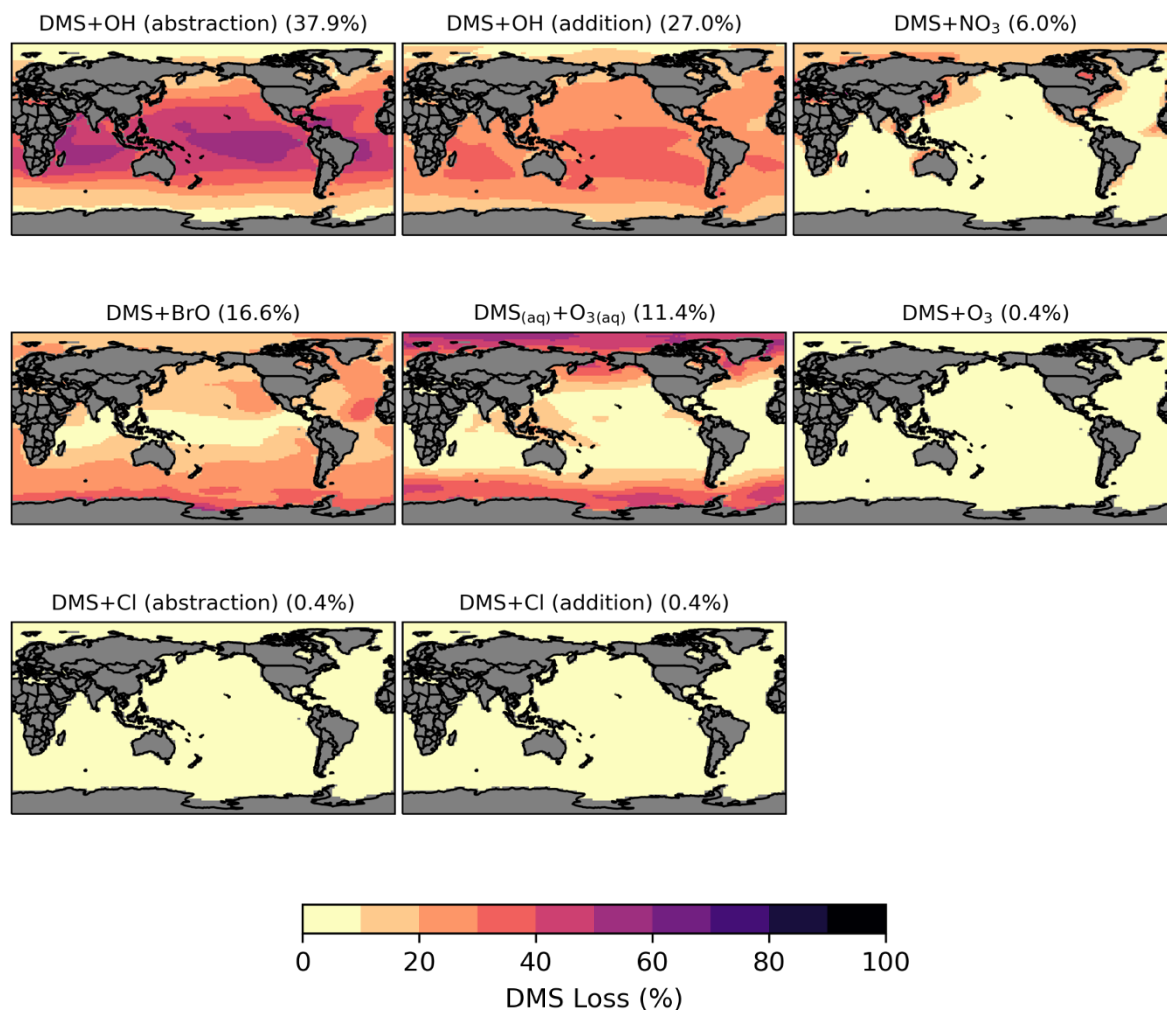 DMS+OH (abstraction) (37.9%)
DMS+OH (addition) (27.0%)
DMS+NO₃ (6.0%)
DMS+BrO (16.6%)
DMS₍ₐq₎+O₃₍ₐq₎ (11.4%)
DMS+O₃ (0.4%)
DMS+Cl (abstraction) (0.4%)
DMS+Cl (addition) (0.4%)
0 20 40 60 80 100
DMS Loss (%)